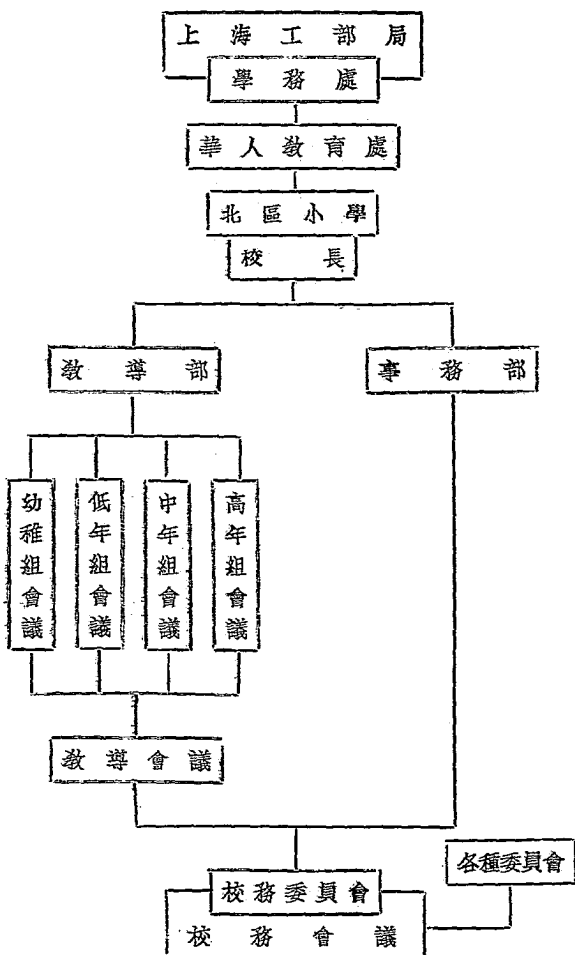 上海工部局
學務處
華人教育處
北區小學
校長
教導部
事務部
高年組會議
中年組會議
低年組會議
幼稚組會議
教導會議
各種委員會
校務委員會
校務會議